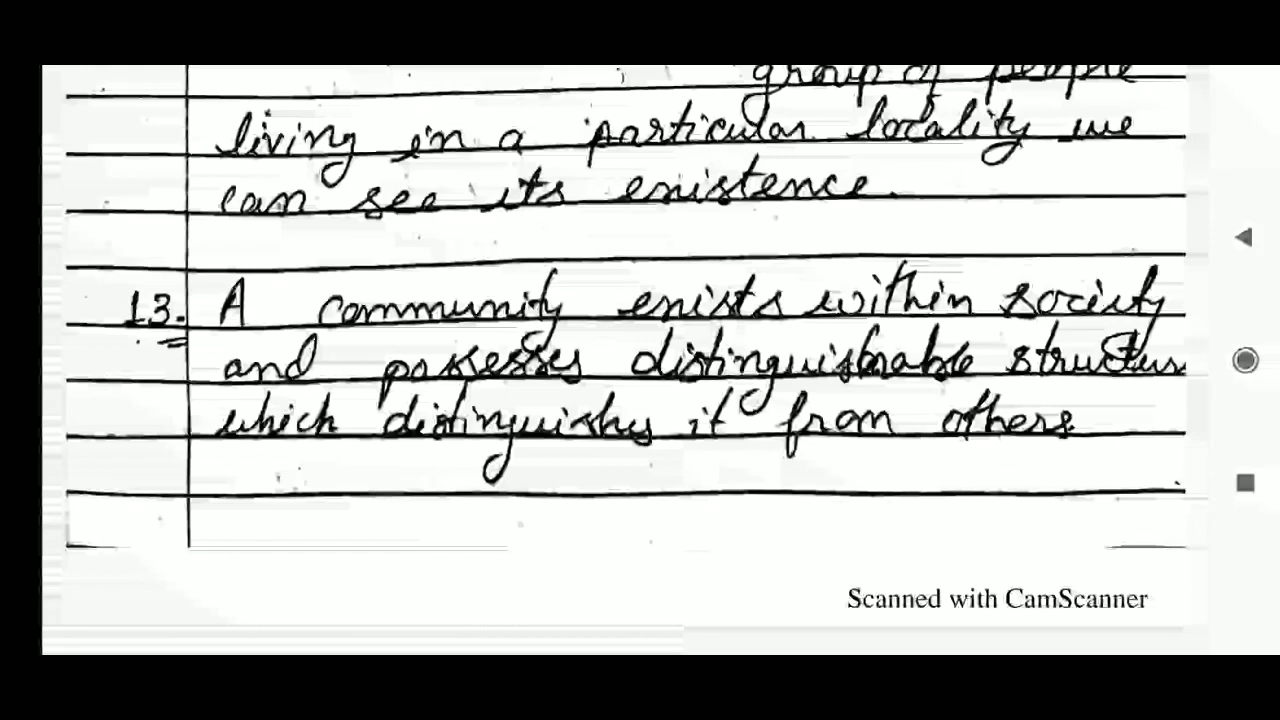 group of people
living in a particular locality we
can see its existence.
13. A community exists within society
and possesses distinguishable structure
which distinguishes it from others
Scanned with CamScanner